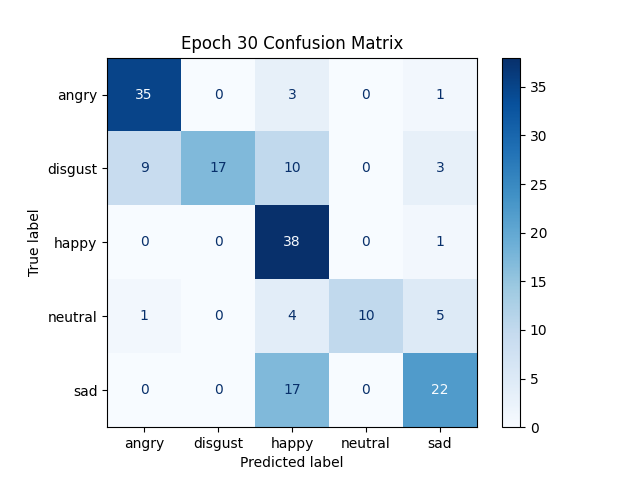 Epoch 30 Confusion Matrix
True label
angry 35 0 3 0 1
disgust 9 17 10 0 3
happy 0 0 38 0 1
neutral 1 0 4 10 5
sad 0 0 17 0 22
angry disgust happy neutral sad
Predicted label
35
30
25
20
15
10
5
0